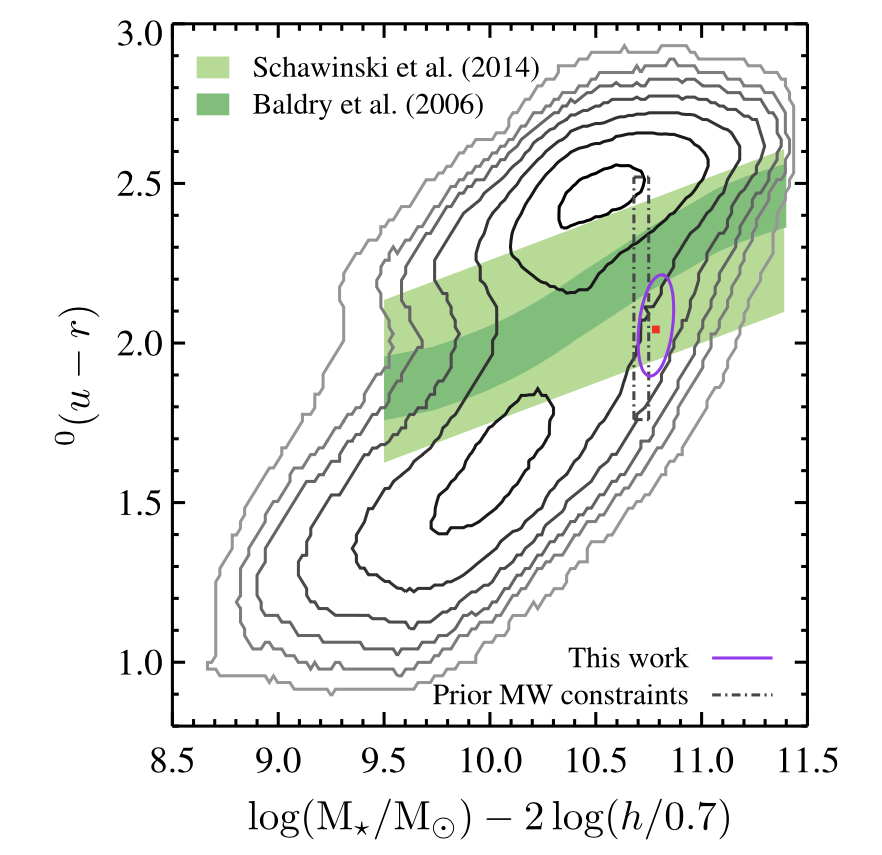 3.0
Schawinski et al. (2014)
Baldry et al. (2006)
2.5
2.0
⁰(u − r)
1.5
This work
1.0
Prior MW constraints
8.5 9.0 9.5 10.0 10.5 11.0 11.5
log(M⋆/M⊙) − 2 log(h/0.7)